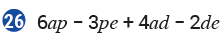 26 6ap − 3pe + 4ad − 2de